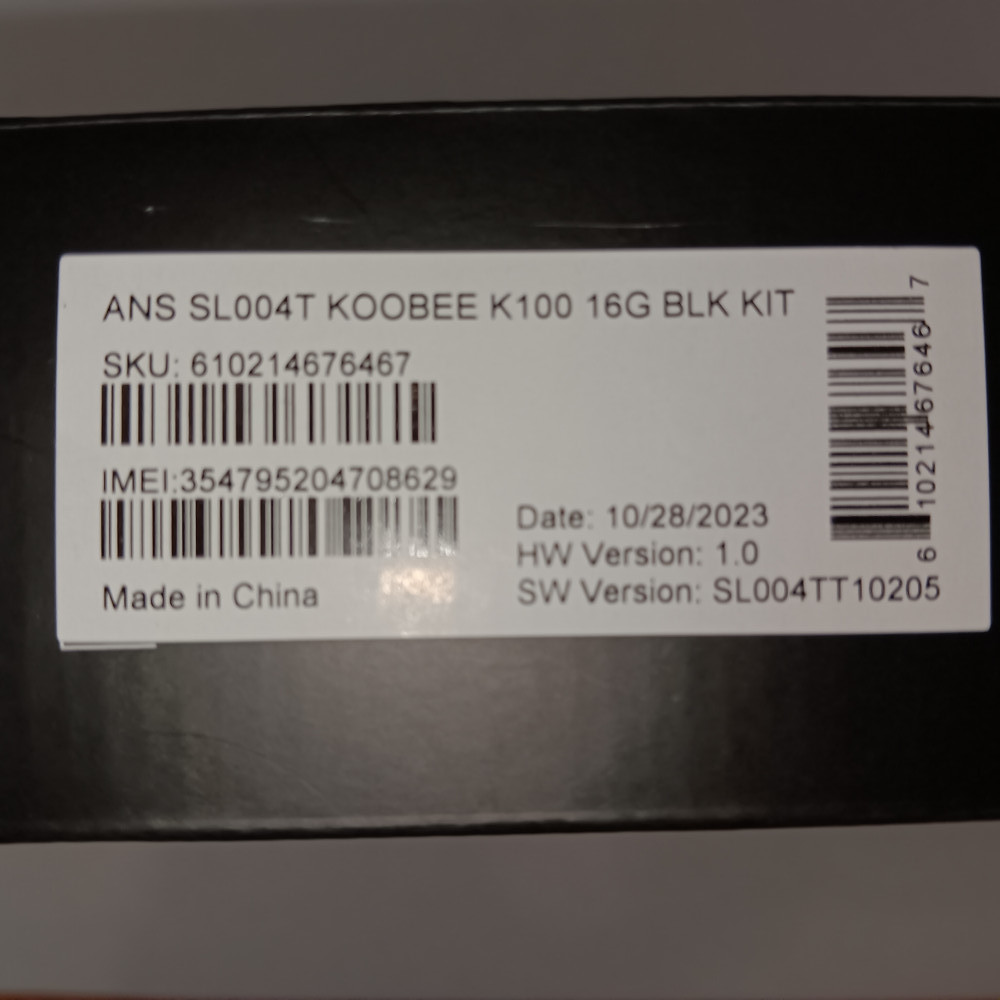 ANS SL004T KOOBEE K100 16G BLK KIT
SKU: 610214676467
IMEI:354795204708629
Made in China
Date: 10/28/2023
HW Version: 1.0
SW Version: SL004TT10205
6 10214 67646 7